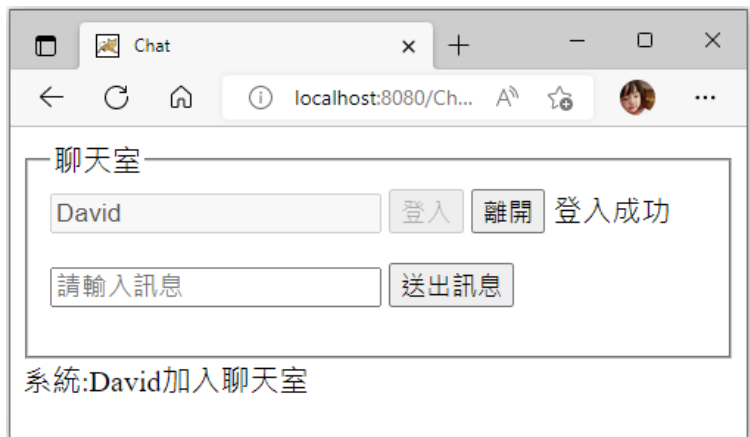 Chat
localhost:8080/Ch...
聊天室
David 登入 離開 登入成功
請輸入訊息 送出訊息
系統:David加入聊天室